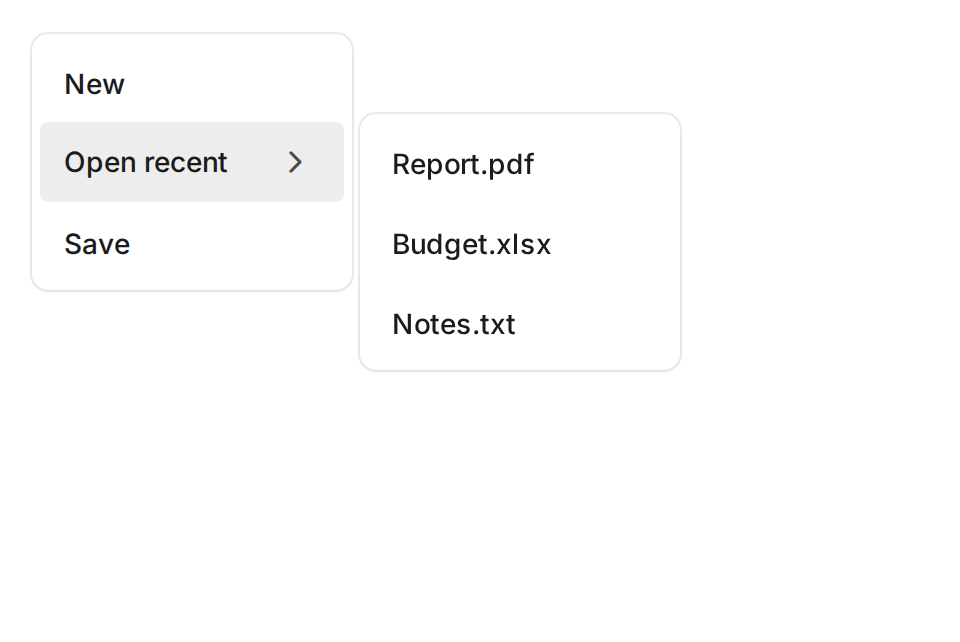 New
Open recent
Save
Report.pdf
Budget.xlsx
Notes.txt